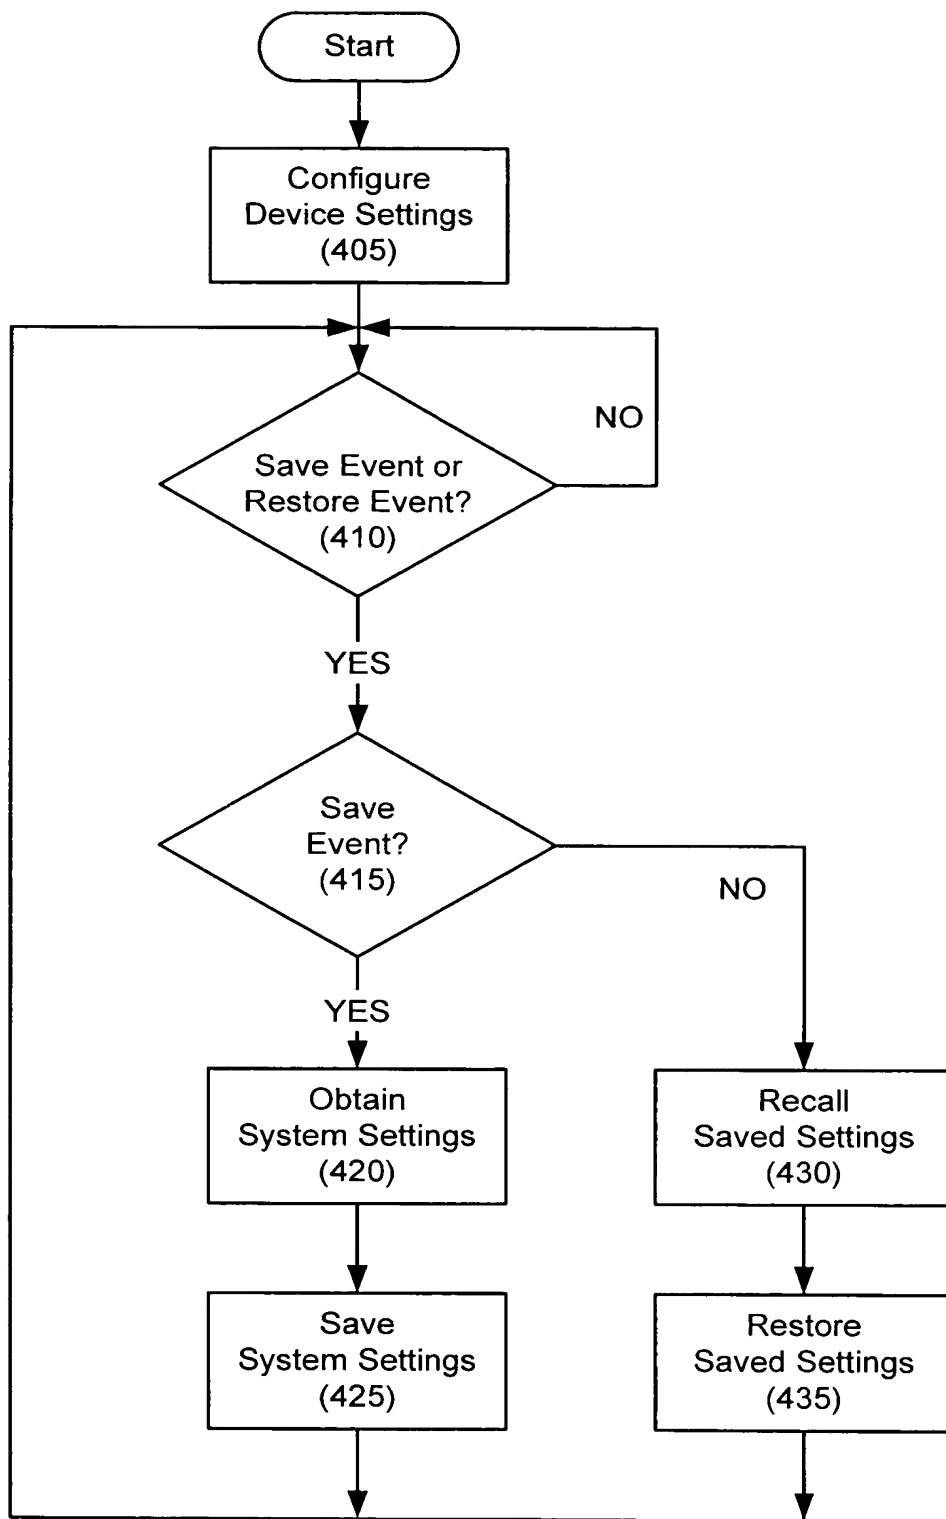 Start
Configure
Device Settings
(405)
NO
Save Event or
Restore Event?
(410)
YES
Save
Event?
(415)
NO
YES
Obtain
System Settings
(420)
Recall
Saved Settings
(430)
Save
System Settings
(425)
Restore
Saved Settings
(435)